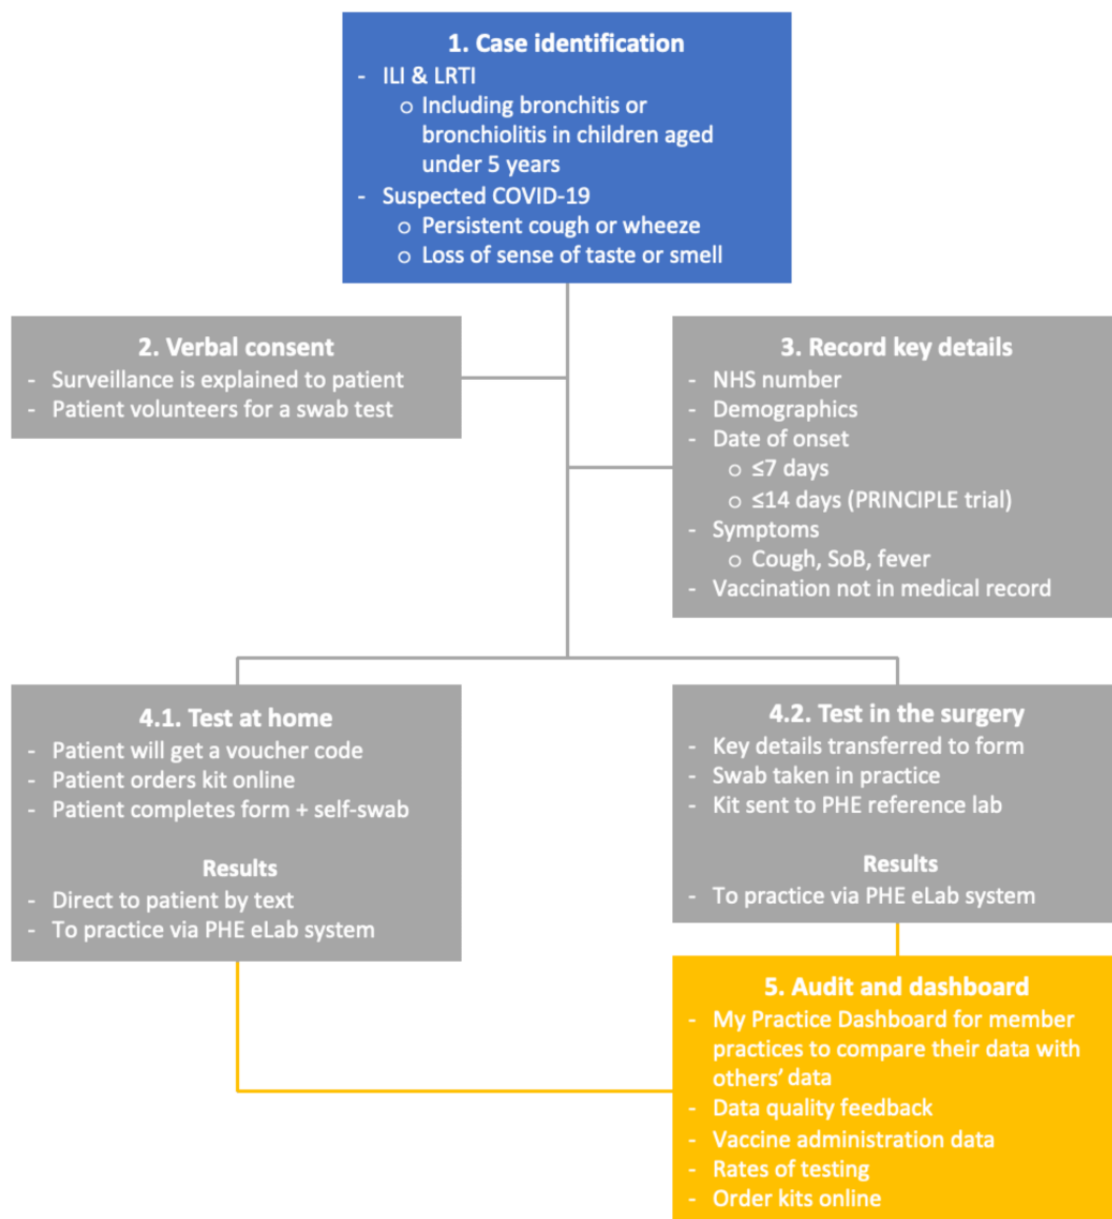 1. Case identification
- ILI & LRTI
o Including bronchitis or
bronchiolitis in children aged
under 5 years
- Suspected COVID-19
o Persistent cough or wheeze
o Loss of sense of taste or smell
2. Verbal consent
- Surveillance is explained to patient
- Patient volunteers for a swab test
3. Record key details
- NHS number
- Demographics
- Date of onset
o ≤7 days
o ≤14 days (PRINCIPLE trial)
- Symptoms
o Cough, SoB, fever
- Vaccination not in medical record
4.1. Test at home
- Patient will get a voucher code
- Patient orders kit online
- Patient completes form + self-swab
Results
- Direct to patient by text
- To practice via PHE eLab system
4.2. Test in the surgery
- Key details transferred to form
- Swab taken in practice
- Kit sent to PHE reference lab
Results
- To practice via PHE eLab system
5. Audit and dashboard
- My Practice Dashboard for member
practices to compare their data with
others’ data
- Data quality feedback
- Vaccine administration data
- Rates of testing
- Order kits online